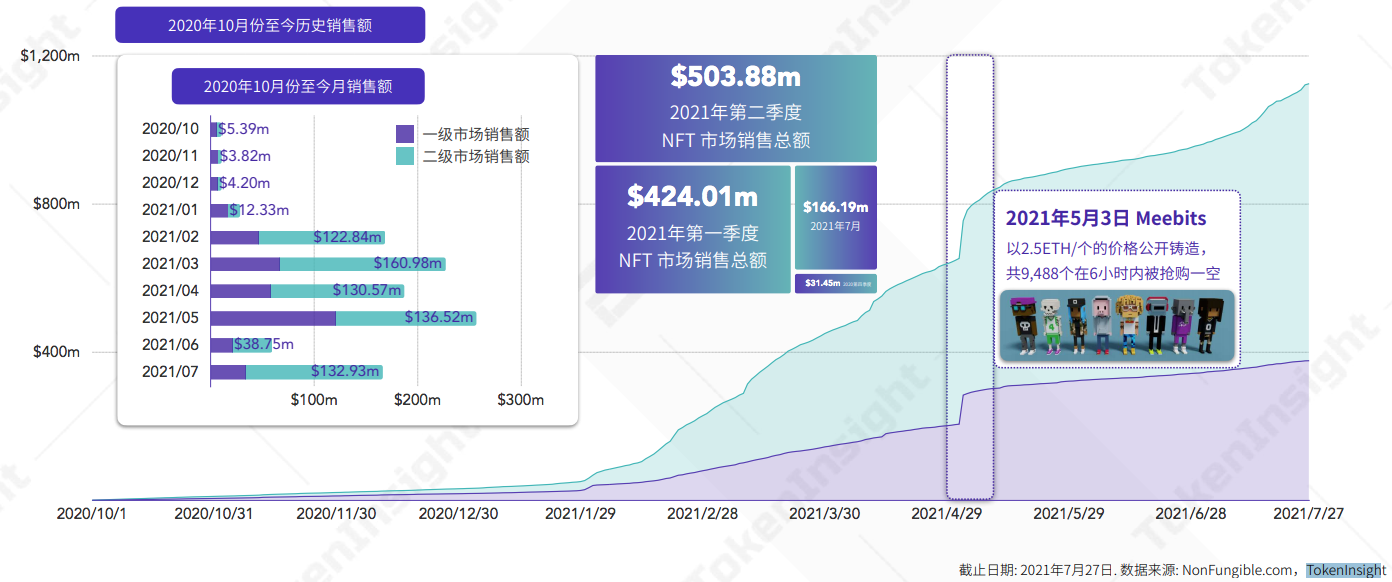 2020年10月份至今历史销售额
$1,200m
$800m
$400m
2020年10月份至今月销售额
一级市场销售额
二级市场销售额
2020/10 $5.39m
2020/11 $3.82m
2020/12 $4.20m
2021/01 $12.33m
2021/02 $122.84m
2021/03 $160.98m
2021/04 $130.57m
2021/05 $136.52m
2021/06 $38.75m
2021/07 $132.93m
$100m $200m $300m
$503.88m
2021年第二季度
NFT 市场销售总额
$424.01m
2021年第一季度
NFT 市场销售总额
$166.19m
2021年7月
$31.45m 2020第四季度
2021年5月3日 Meebits
以2.5ETH/个的价格公开铸造，
共9,488个在6小时内被抢购一空
2020/10/1 2020/10/31 2020/11/30 2020/12/30 2021/1/29 2021/2/28 2021/3/30 2021/4/29 2021/5/29 2021/6/28 2021/7/27
截止日期: 2021年7月27日. 数据来源: NonFungible.com，TokenInsight
TokenInsight